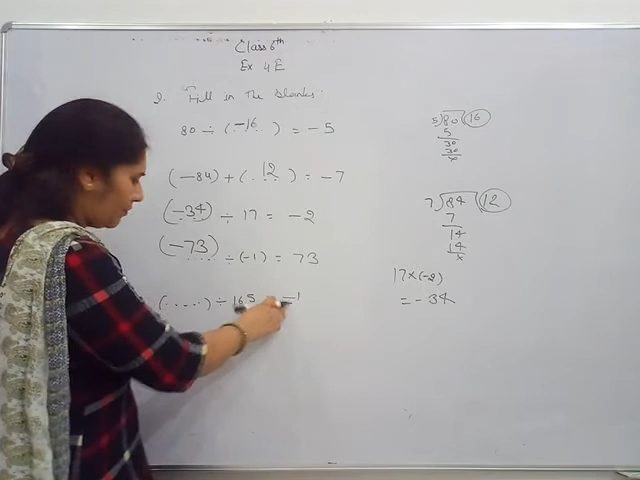 Class 6th
Ex 4E
Fill in the blanks:
80 ÷ (-16) = -5
(-84) ÷ (12) = -7
(-34) ÷ 17 = -2
(-73) ÷ (-1) = 73
(.....) ÷ 165 -1
5)80(16
5
30
30
x
7)84(12
7
14
14
x
17×(-2)
= -34